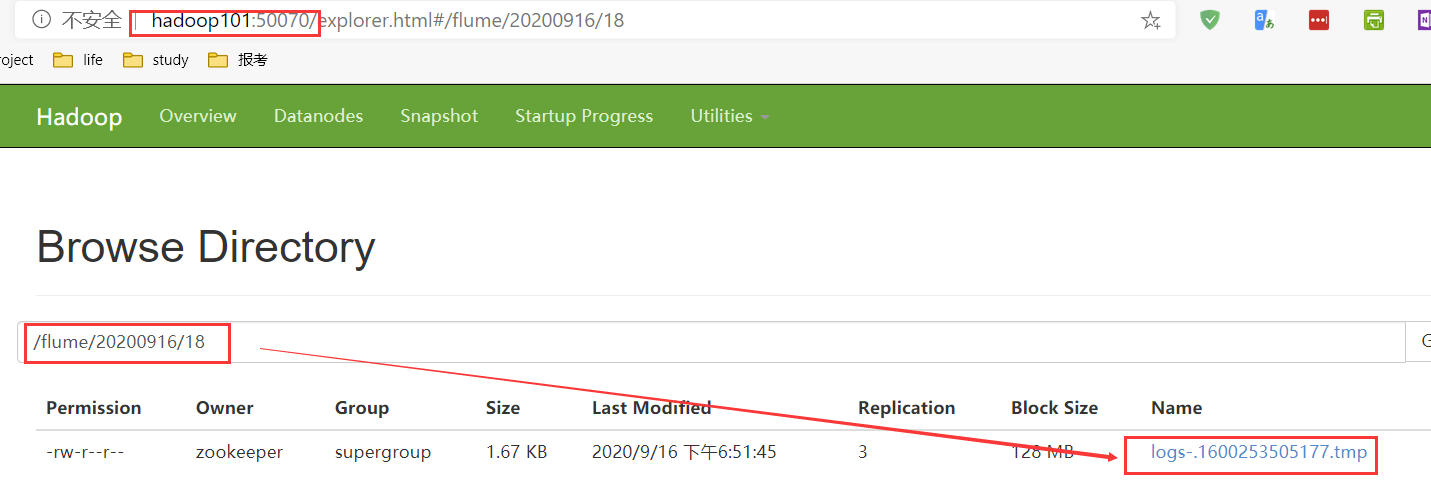 不安全 hadoop101:50070/explorer.html#/flume/20200916/18
roject life study 报考
Hadoop Overview Datanodes Snapshot Startup Progress Utilities
Browse Directory
/flume/20200916/18
Permission Owner Group Size Last Modified Replication Block Size Name
-rw-r--r-- zookeeper supergroup 1.67 KB 2020/9/16 下午6:51:45 3 128 MB logs-.1600253505177.tmp